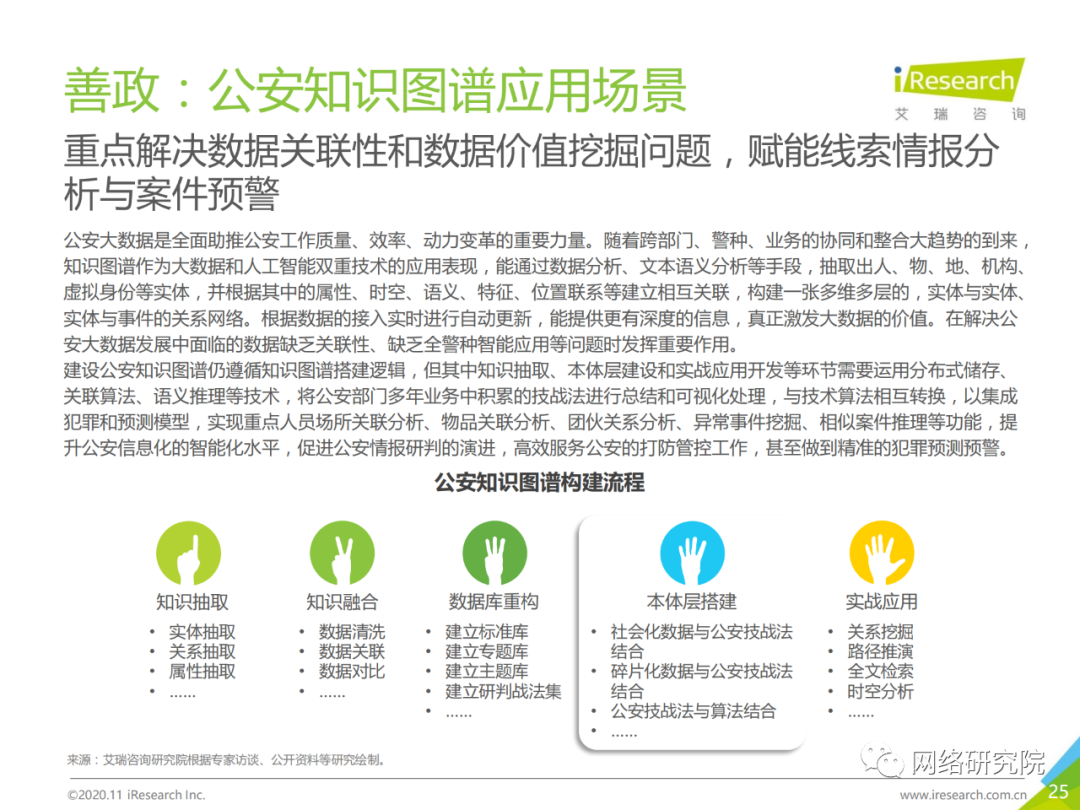 善政：公安知识图谱应用场景
iResearch
艾瑞咨询
重点解决数据关联性和数据价值挖掘问题，赋能线索情报分
析与案件预警
公安大数据是全面助推公安工作质量、效率、动力变革的重要力量。随着跨部门、警种、业务的协同和整合大趋势的到来，
知识图谱作为大数据和人工智能双重技术的应用表现，能通过数据分析、文本语义分析等手段，抽取出人、物、地、机构、
虚拟身份等实体，并根据其中的属性、时空、语义、特征、位置联系等建立相互关联，构建一张多维多层的，实体与实体、
实体与事件的关系网络。根据数据的接入实时进行自动更新，能提供更有深度的信息，真正激发大数据的价值。在解决公
安大数据发展中面临的数据缺乏关联性、缺乏全警种智能应用等问题时发挥重要作用。
建设公安知识图谱仍遵循知识图谱搭建逻辑，但其中知识抽取、本体层建设和实战应用开发等环节需要运用分布式储存、
关联算法、语义推理等技术，将公安部门多年业务中积累的技战法进行总结和可视化处理，与技术算法相互转换，以集成
犯罪和预测模型，实现重点人员场所关联分析、物品关联分析、团伙关系分析、异常事件挖掘、相似案件推理等功能，提
升公安信息化的智能化水平，促进公安情报研判的演进，高效服务公安的打防管控工作，甚至做到精准的犯罪预测预警。
公安知识图谱构建流程
知识抽取
• 实体抽取
• 关系抽取
• 属性抽取
• ......
知识融合
• 数据清洗
• 数据关联
• 数据对比
• ......
数据库重构
• 建立标准库
• 建立专题库
• 建立主题库
• 建立研判战法集
• ......
本体层搭建
• 社会化数据与公安技战法
结合
• 碎片化数据与公安技战法
结合
• 公安技战法与算法结合
• ......
实战应用
• 关系挖掘
• 路径推演
• 全文检索
• 时空分析
• ......
来源：艾瑞咨询研究院根据专家访谈、公开资料等研究绘制。
网络研究院
©2020.11 iResearch Inc.
www.iresearch.com.cn
25